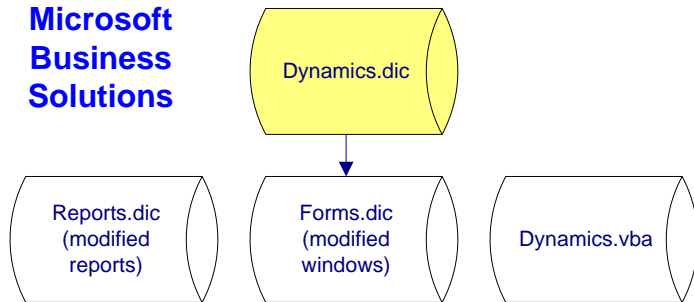 Microsoft
Business
Solutions
Dynamics.dic
Reports.dic
(modified
reports)
Forms.dic
(modified
windows)
Dynamics.vba